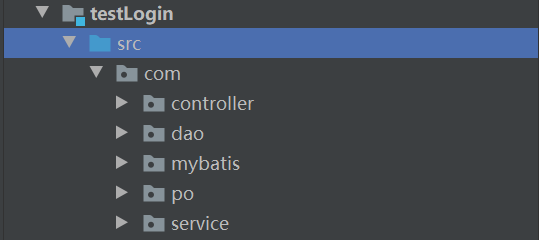 testLogin
src
com
controller
dao
mybatis
po
service